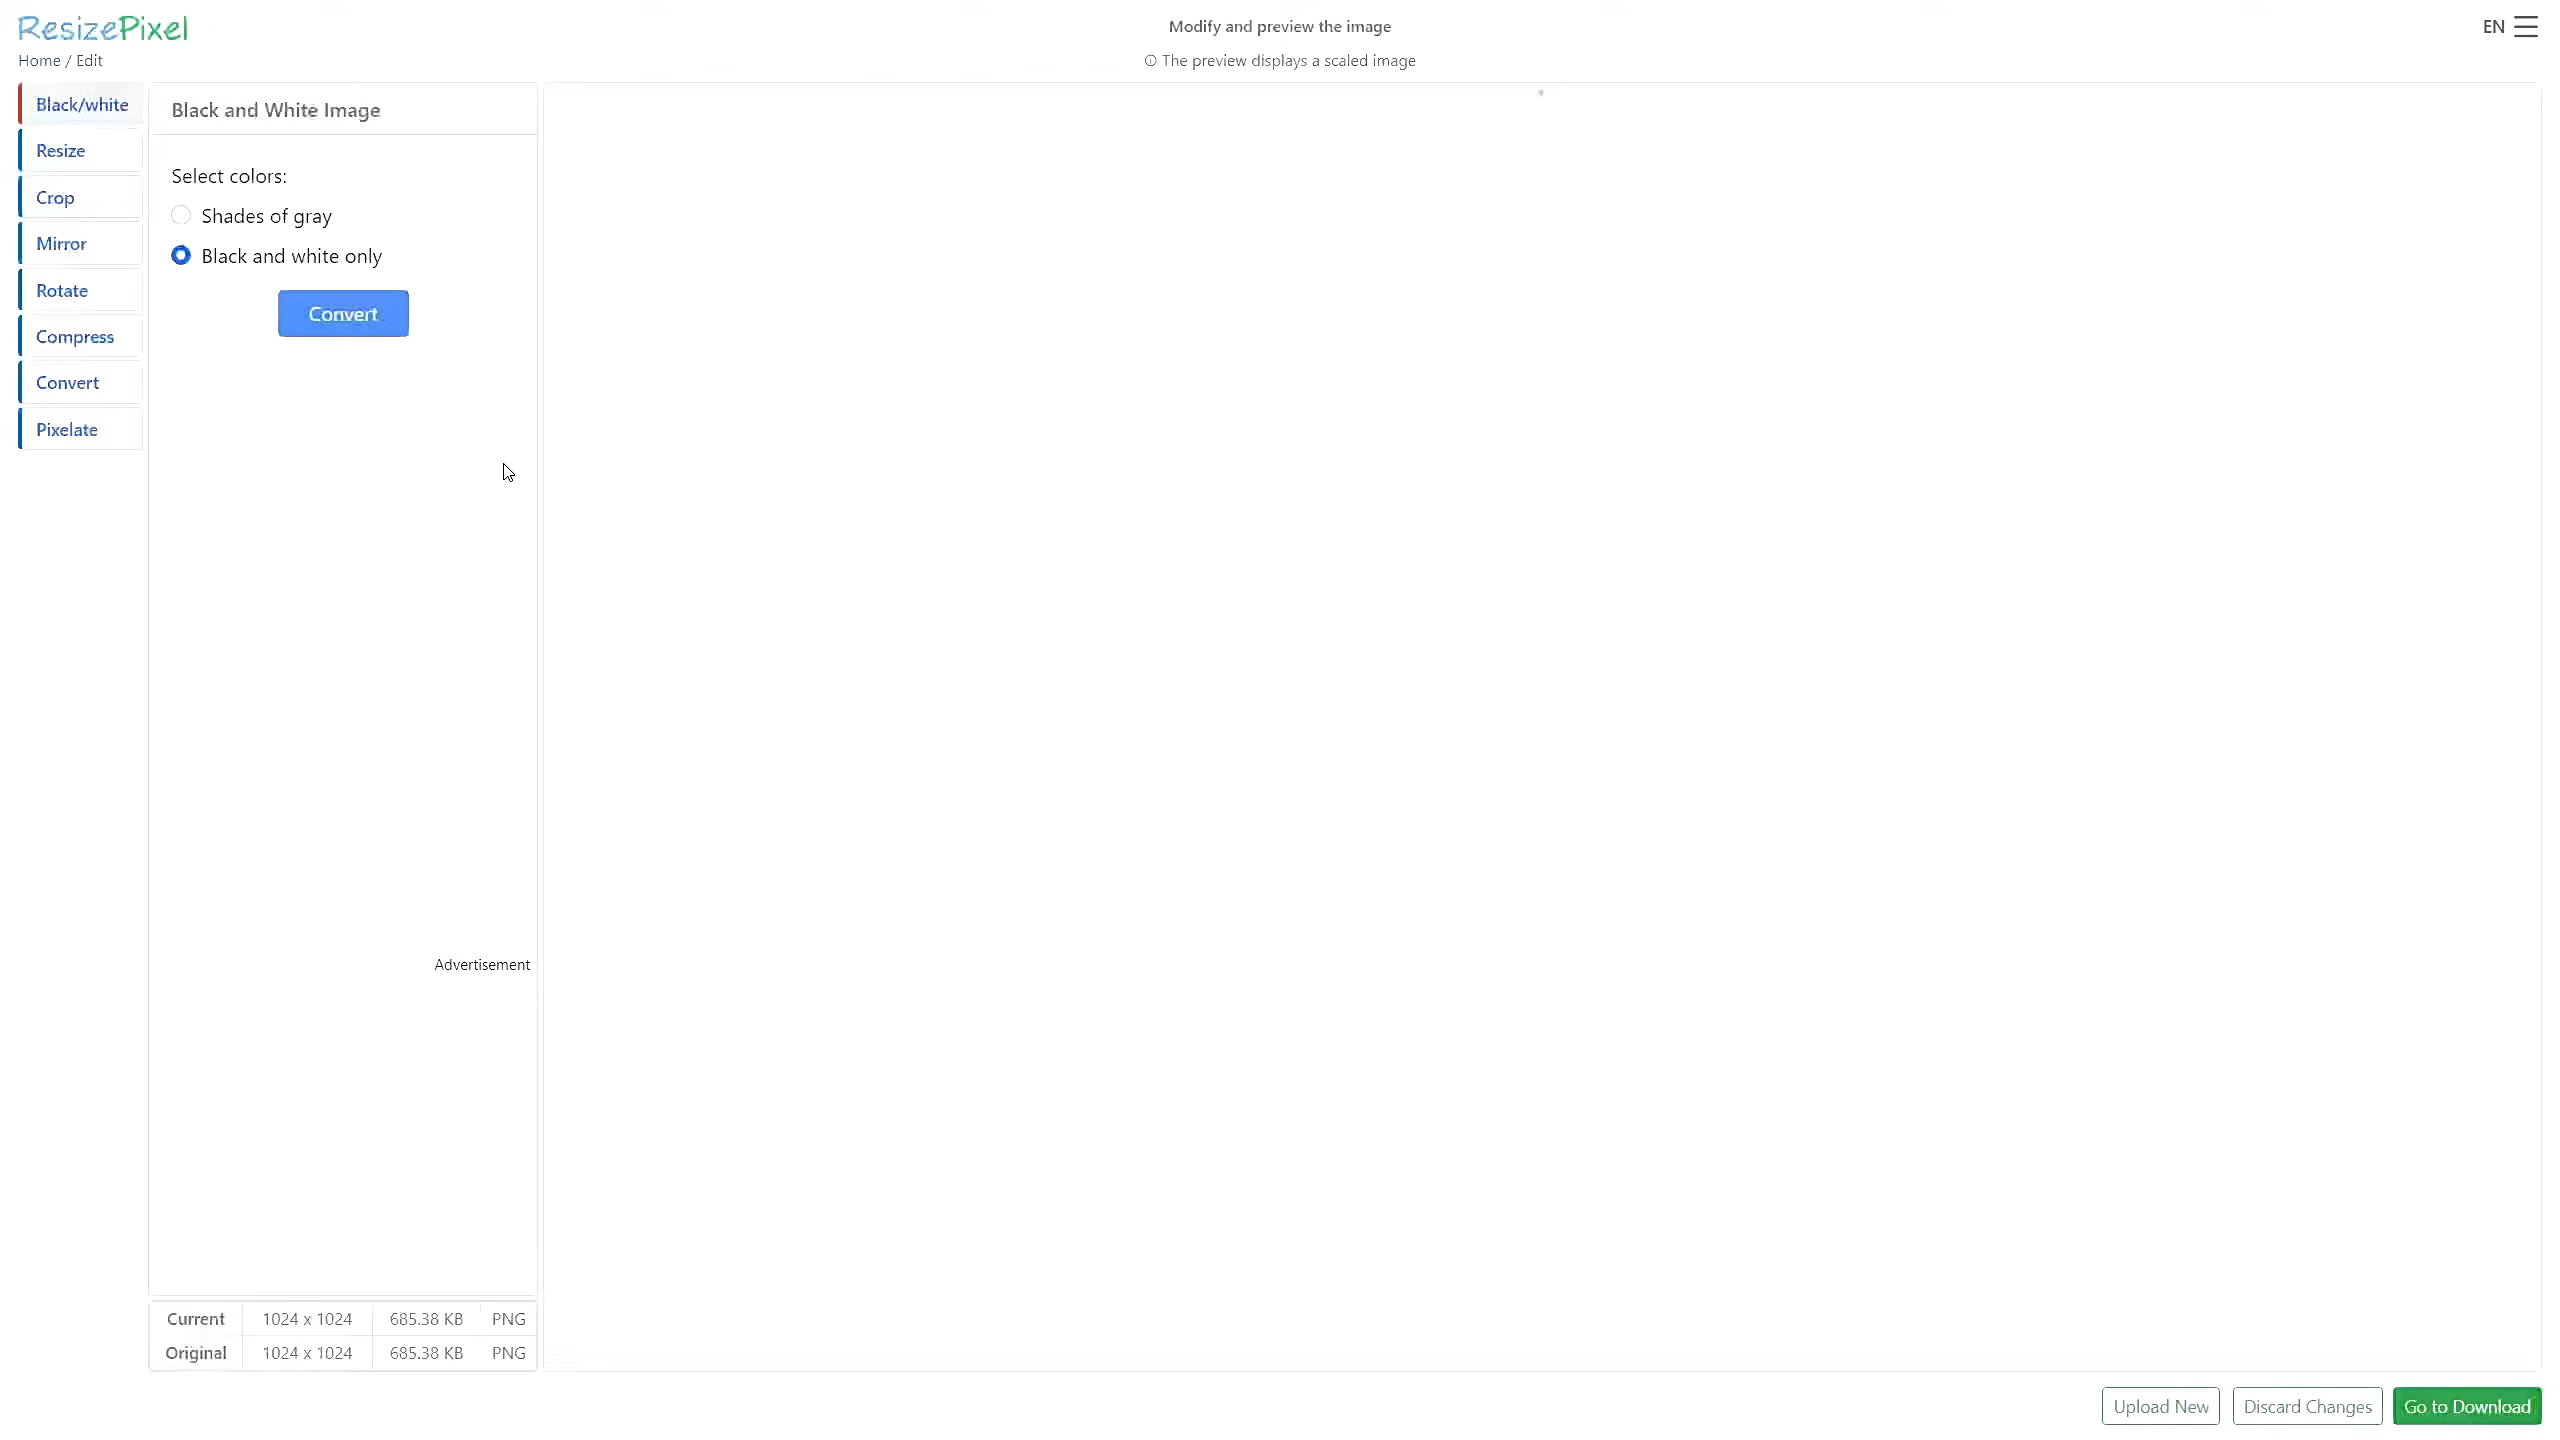 ResizePixel
Modify and preview the image
EN
Home / Edit
The preview displays a scaled image
Black/white
Resize
Crop
Mirror
Rotate
Compress
Convert
Pixelate
Black and White Image
Select colors:
Shades of gray
Black and white only
Convert
Advertisement
Current 1024 x 1024 685.38 KB PNG
Original 1024 x 1024 685.38 KB PNG
Upload New Discard Changes Go to Download